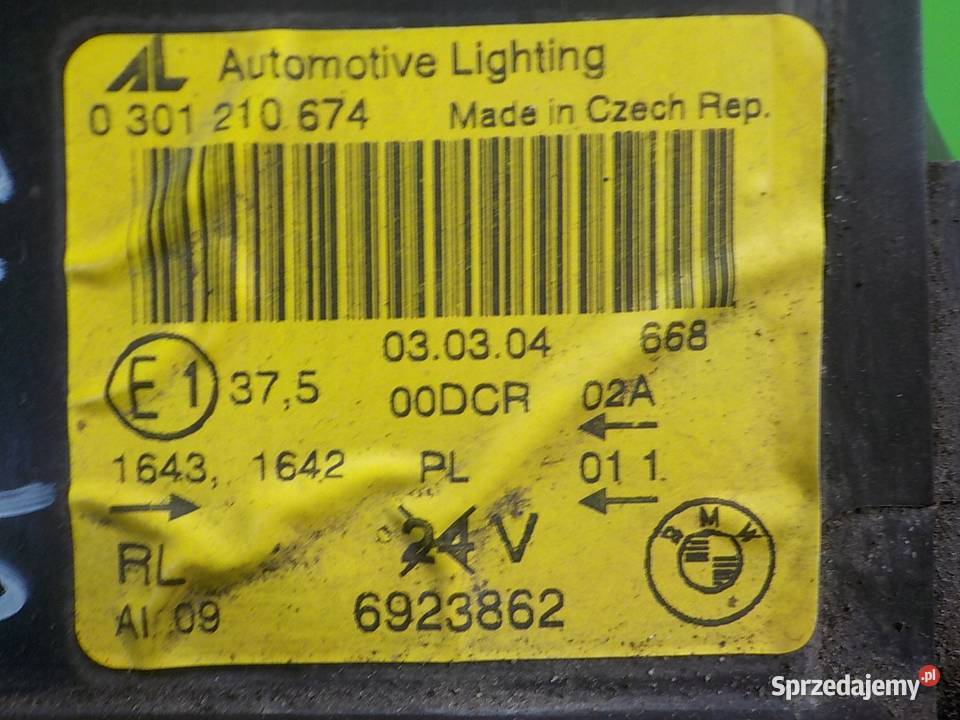 AL Automotive Lighting
0 301 210 674 Made in Czech Rep.
03.03.04 668
E1 37,5 00DCR 02A
1643, 1642 PL 01 1
RL 24 V
BMW
AI 09 6923862
Sprzedajemy.pl